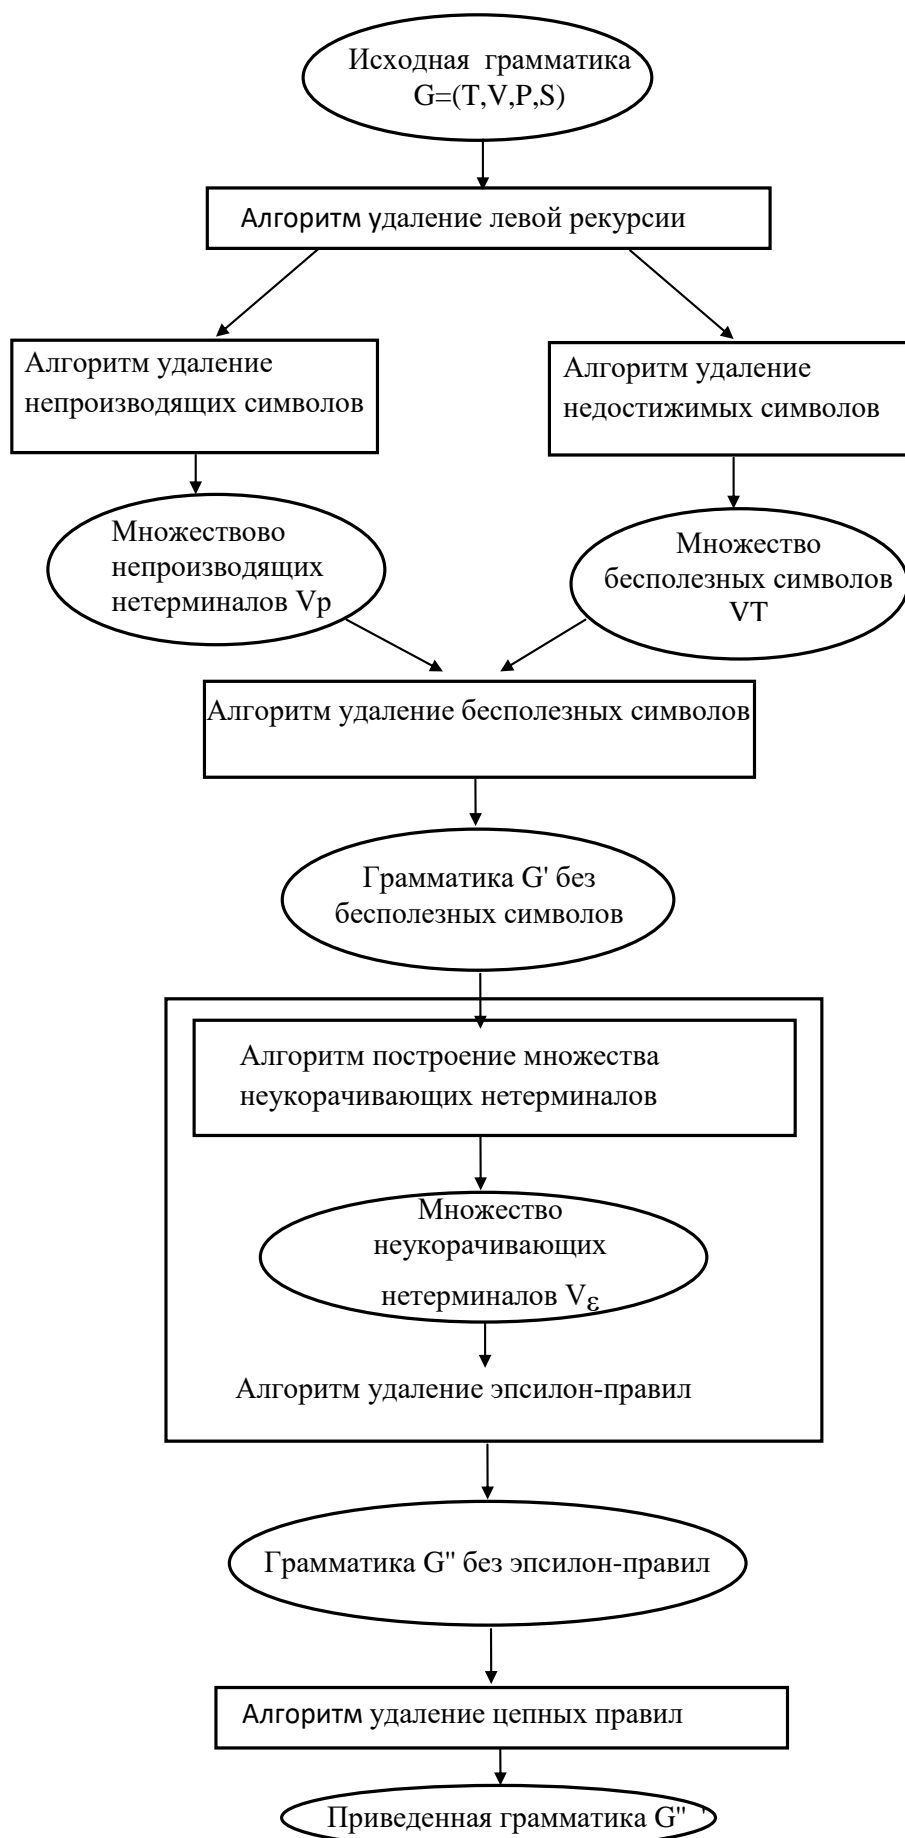 Исходная грамматика
G=(T,V,P,S)
Алгоритм удаление левой рекурсии
Алгоритм удаление
непроизводящих символов
Алгоритм удаление
недостижимых символов
Множествово
непроизводящих
нетерминалов Vp
Множество
бесполезных символов
VT
Алгоритм удаление бесполезных символов
Грамматика G' без
бесполезных символов
Алгоритм построение множества
неукорачивающих нетерминалов
Множество
неукорачивающих
нетерминалов Vε
Алгоритм удаление эпсилон-правил
Грамматика G'' без эпсилон-правил
Алгоритм удаление цепных правил
Приведенная грамматика G'' '